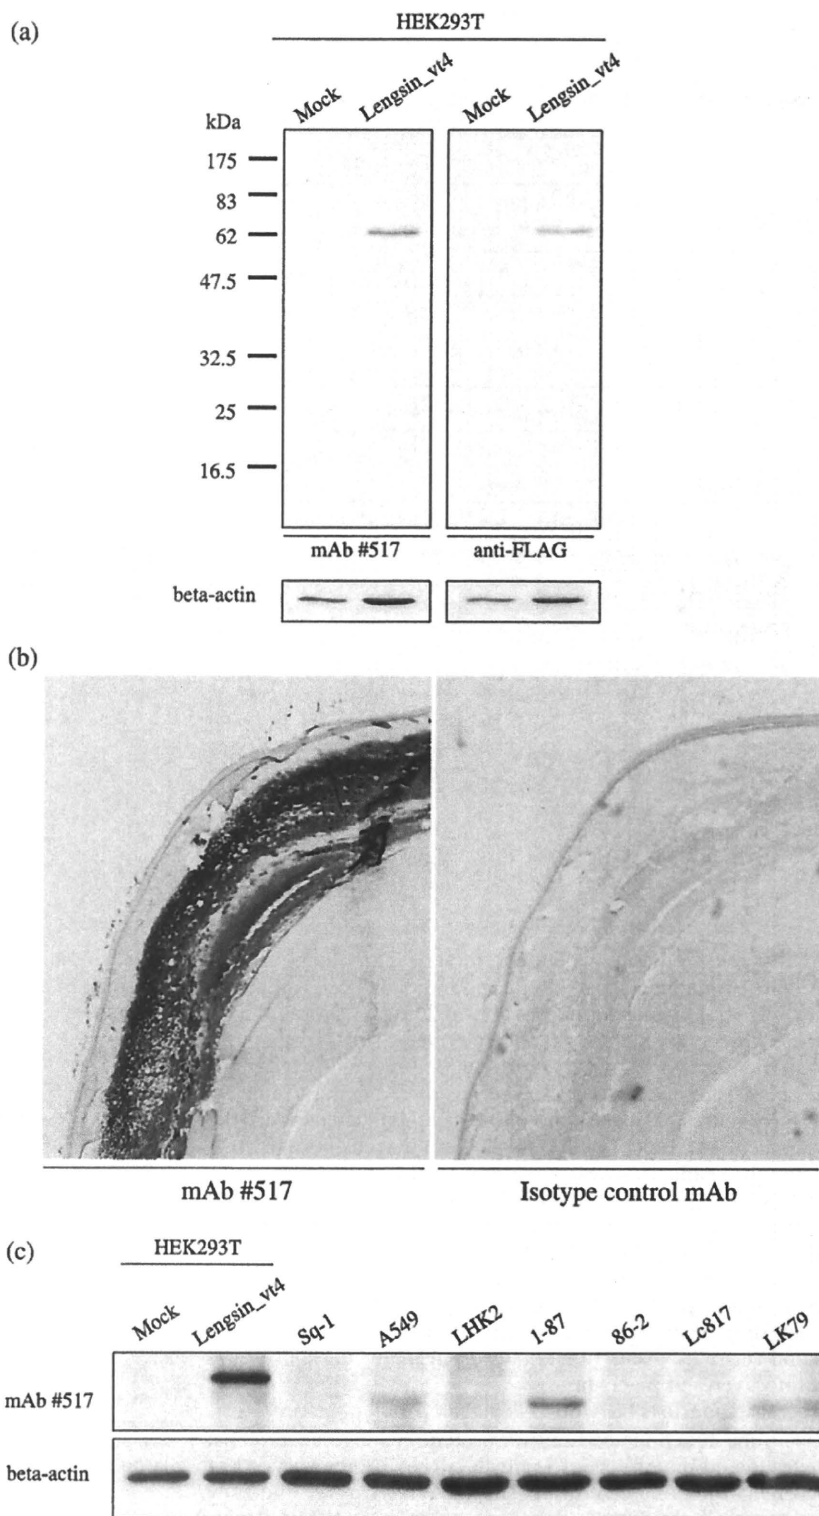 (a)
HEK293T
Mock Lengsin_vt4 Mock Lengsin_vt4
kDa
175
83
62
47.5
32.5
25
16.5
mAb #517 anti-FLAG
beta-actin
(b)
mAb #517 Isotype control mAb
(c)
HEK293T
Mock Lengsin_vt4 Sq-1 A549 LHK2 1-87 86-2 Lc817 LK79
mAb #517
beta-actin